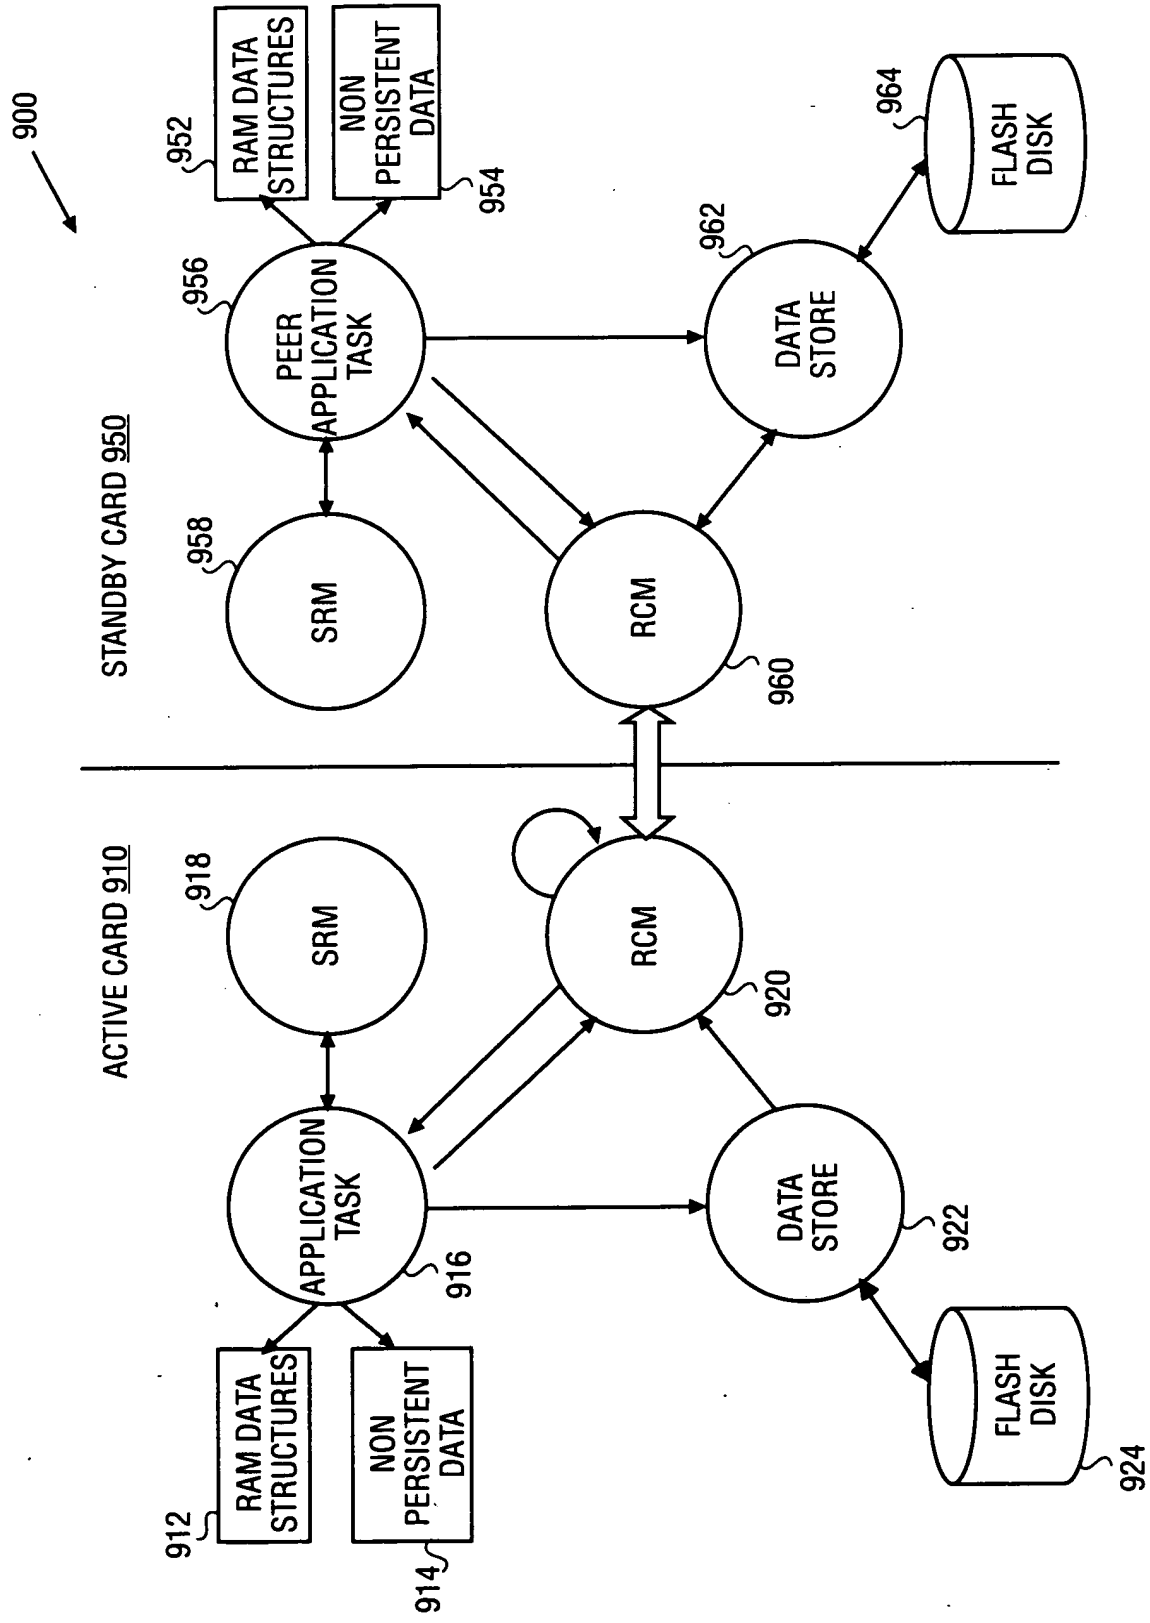 900
ACTIVE CARD 910
STANDBY CARD 950
912
RAM DATA
STRUCTURES
914
NON
PERSISTENT
DATA
APPLICATION
TASK
916
SRM
918
RCM
920
DATA
STORE
922
FLASH
DISK
924
SRM
958
PEER
APPLICATION
TASK
956
RAM DATA
STRUCTURES
952
NON
PERSISTENT
DATA
954
RCM
960
DATA
STORE
962
FLASH
DISK
964